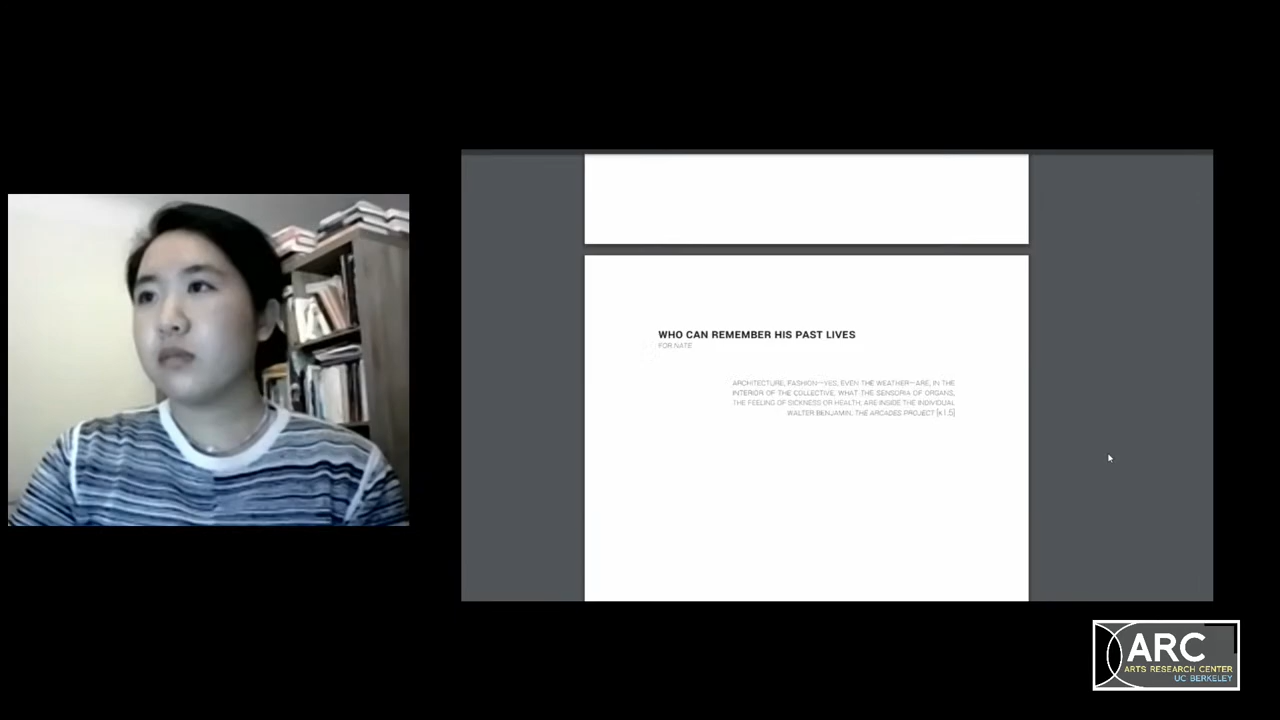 WHO CAN REMEMBER HIS PAST LIVES
FOR NATE
ARCHITECTURE, FASHION—YES, EVEN THE WEATHER—ARE, IN THE
INTERIOR OF THE COLLECTIVE, WHAT THE SENSORIA OF ORGANS,
THE FEELING OF SICKNESS OR HEALTH, ARE INSIDE THE INDIVIDUAL
WALTER BENJAMIN, THE ARCADES PROJECT [K1,5]
ARC
ARTS RESEARCH CENTER
UC BERKELEY